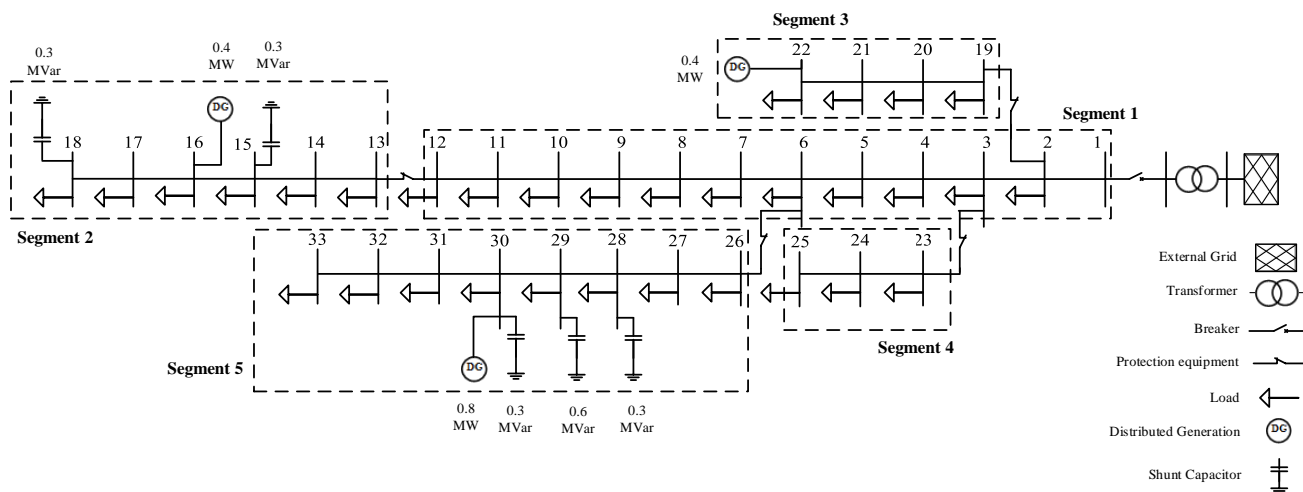 Segment 3
0.3
MVar
0.4
MW
0.3
MVar
0.4
MW
DG
22 21 20 19
DG
Segment 1
18 17 16 15 14 13
12 11 10 9 8 7 6 5 4 3 2 1
Segment 2
33 32 31 30 29 28 27 26
25 24 23
External Grid
Transformer
Segment 4
Breaker
Segment 5
DG
Protection equipment
0.8
MW
0.3
MVar
0.6
MVar
0.3
MVar
Load
Distributed Generation
DG
Shunt Capacitor